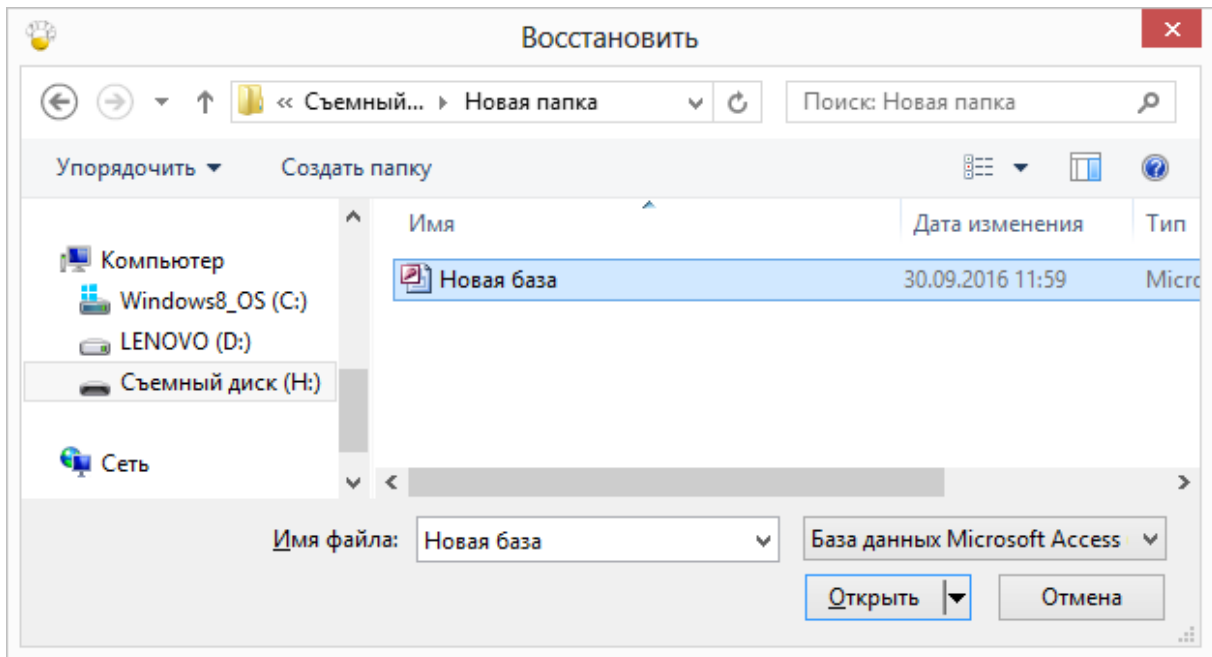 Восстановить
« Съемный... Новая папка
Поиск: Новая папка
Упорядочить
Создать папку
Имя
Дата изменения
Тип
Компьютер
Windows8_OS (C:)
LENOVO (D:)
Съемный диск (H:)
Сеть
Новая база
30.09.2016 11:59
Micro
Имя файла:
Новая база
База данных Microsoft Access
Открыть
Отмена